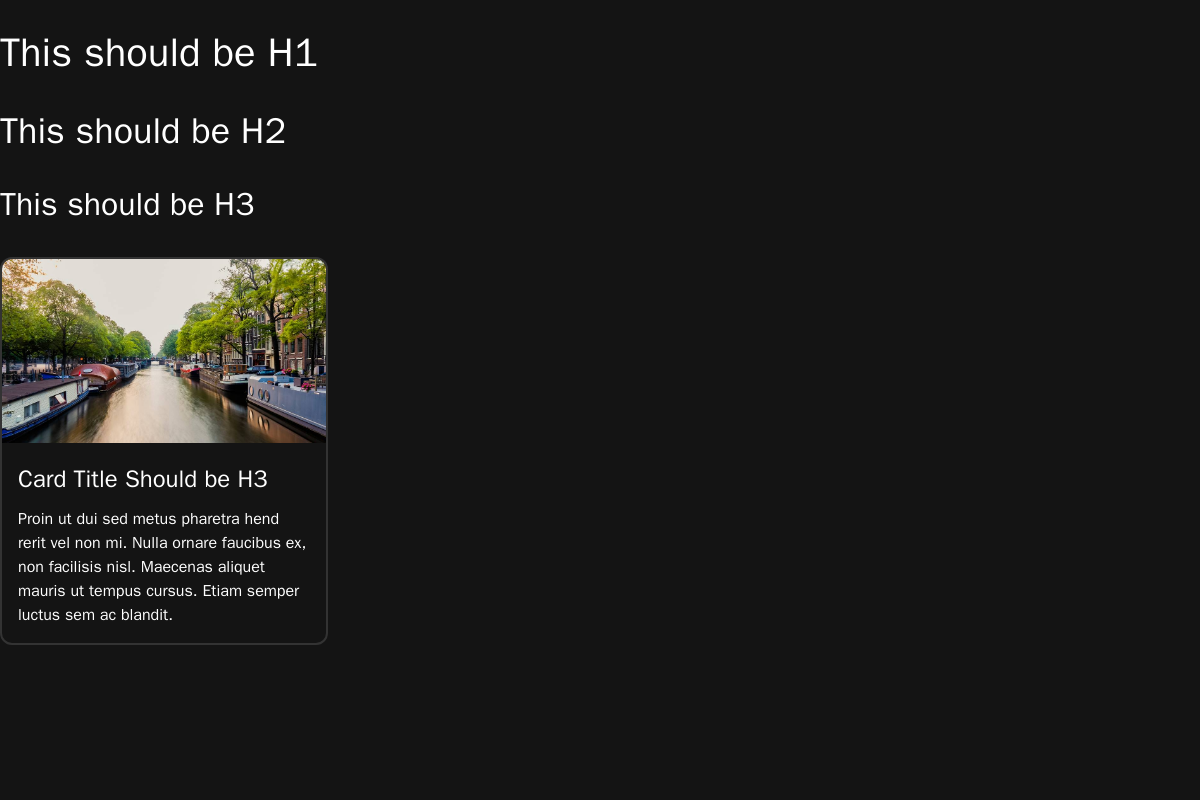 This should be H1
This should be H2
This should be H3
Card Title Should be H3
Proin ut dui sed metus pharetra hend
rerit vel non mi. Nulla ornare faucibus ex,
non facilisis nisl. Maecenas aliquet
mauris ut tempus cursus. Etiam semper
luctus sem ac blandit.